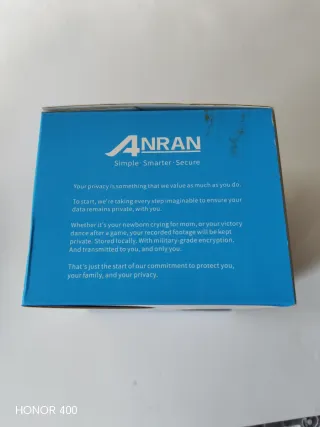 ANRAN
Simple · Smarter · Secure
Your privacy is something that we value as much as you do.
To start, we're taking every step imaginable to ensure your
data remains private, with you.
Whether it's your newborn crying for mom, or your victory
dance after a game, your recorded footage will be kept
private. Stored locally. With military-grade encryption.
And transmitted to you, and only you.
That's just the start of our commitment to protect you,
your family, and your privacy.
HONOR 400